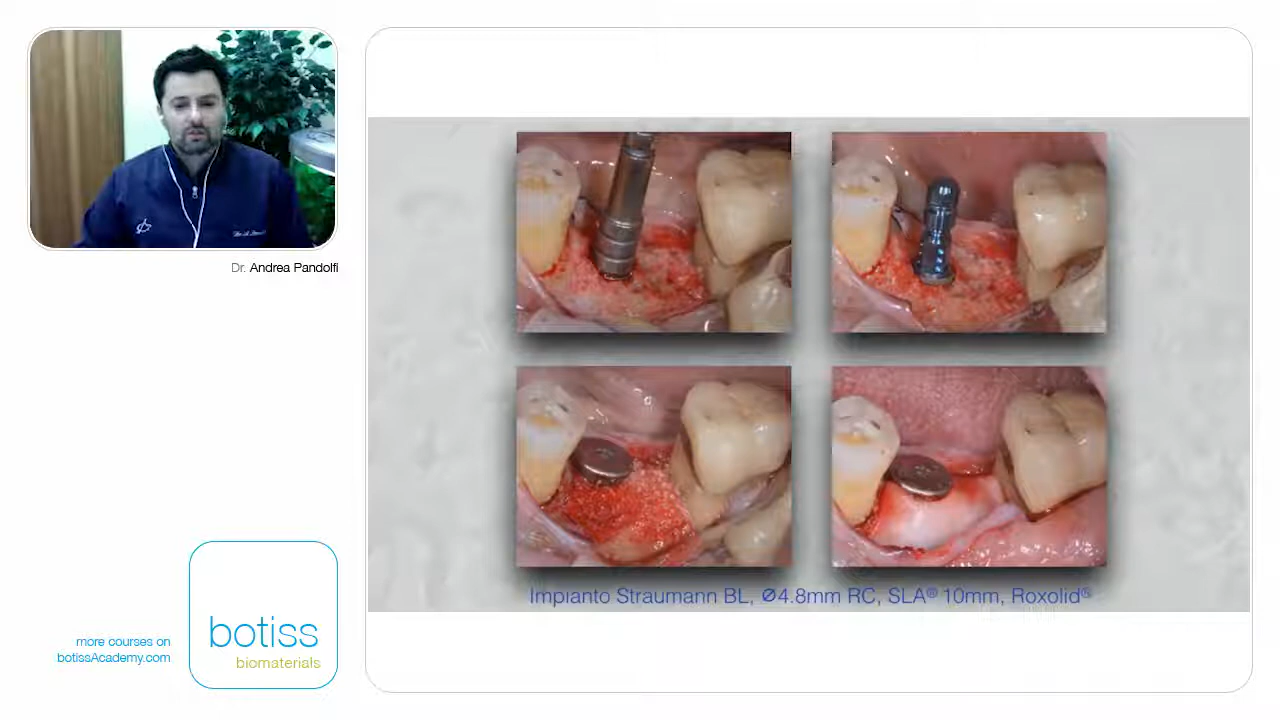 Dr. Andrea Pandolfi
Impianto Straumann BL, Ø4.8mm RC, SLA® 10mm, Roxolid®
more courses on
botissAcademy.com
botiss
biomaterials